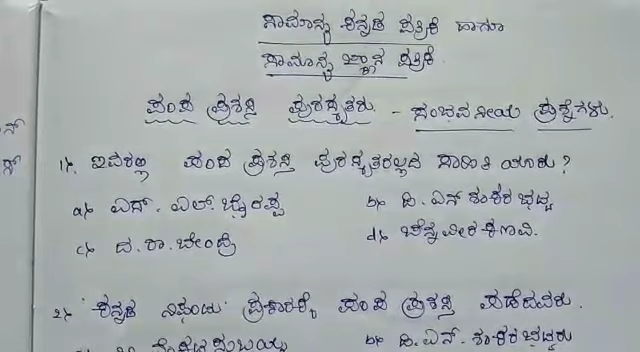 ಸಾಮಾನ್ಯ ಕನ್ನಡ ಪತ್ರಿಕೆ ಹಾಗೂ
ಸಾಮಾನ್ಯ ಜ್ಞಾನ ಪತ್ರಿಕೆ.
ಪಂಪ ಪ್ರಶಸ್ತಿ ಪುರಸ್ಕೃತರು - ಸಂಭವನೀಯ ಪ್ರಶ್ನೆಗಳು.
1) ಇವರಲ್ಲಿ ಪಂಪ ಪ್ರಶಸ್ತಿ ಪುರಸ್ಕೃತರಲ್ಲದ ಸಾಹಿತಿ ಯಾರು?
a) ಎಸ್. ಎಲ್. ಭೈರಪ್ಪ b) ಡಿ. ಎನ್ ಶಂಕರ ಭಟ್ಟ
c) ದ. ರಾ. ಬೇಂದ್ರೆ d) ಚೆನ್ನವೀರ ಕಣವಿ.
2) 'ಕನ್ನಡ ನಿಘಂಟು' ಪ್ರಕಾರಕ್ಕೆ ಪಂಪ ಪ್ರಶಸ್ತಿ ಪಡೆದವರು.
b) ಡಿ. ಎನ್. ಶಂಕರ ಭಟ್ಟರು